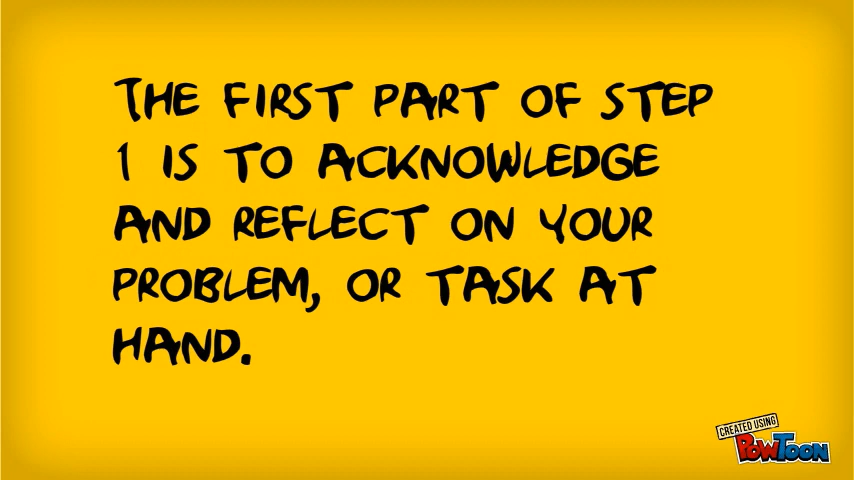 THE FIRST PART OF STEP
1 IS TO ACKNOWLEDGE
AND REFLECT ON YOUR
PROBLEM, OR TASK AT
HAND.
CREATED USING
POWTOON